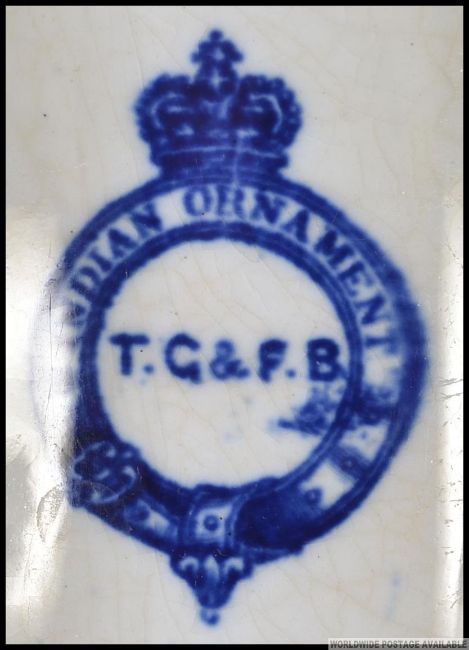 INDIAN ORNAMENT
T.G&F.B
WORLDWIDE POSTAGE AVAILABLE